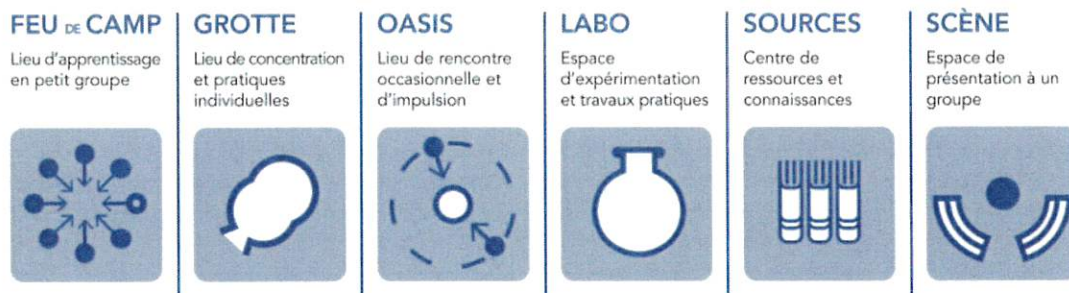 FEU DE CAMP
Lieu d'apprentissage
en petit groupe
GROTTE
Lieu de concentration
et pratiques
individuelles
OASIS
Lieu de rencontre
occasionnelle et
d'impulsion
LABO
Espace
d'expérimentation
et travaux pratiques
SOURCES
Centre de
ressources et
connaissances
SCÈNE
Espace de
présentation à un
groupe